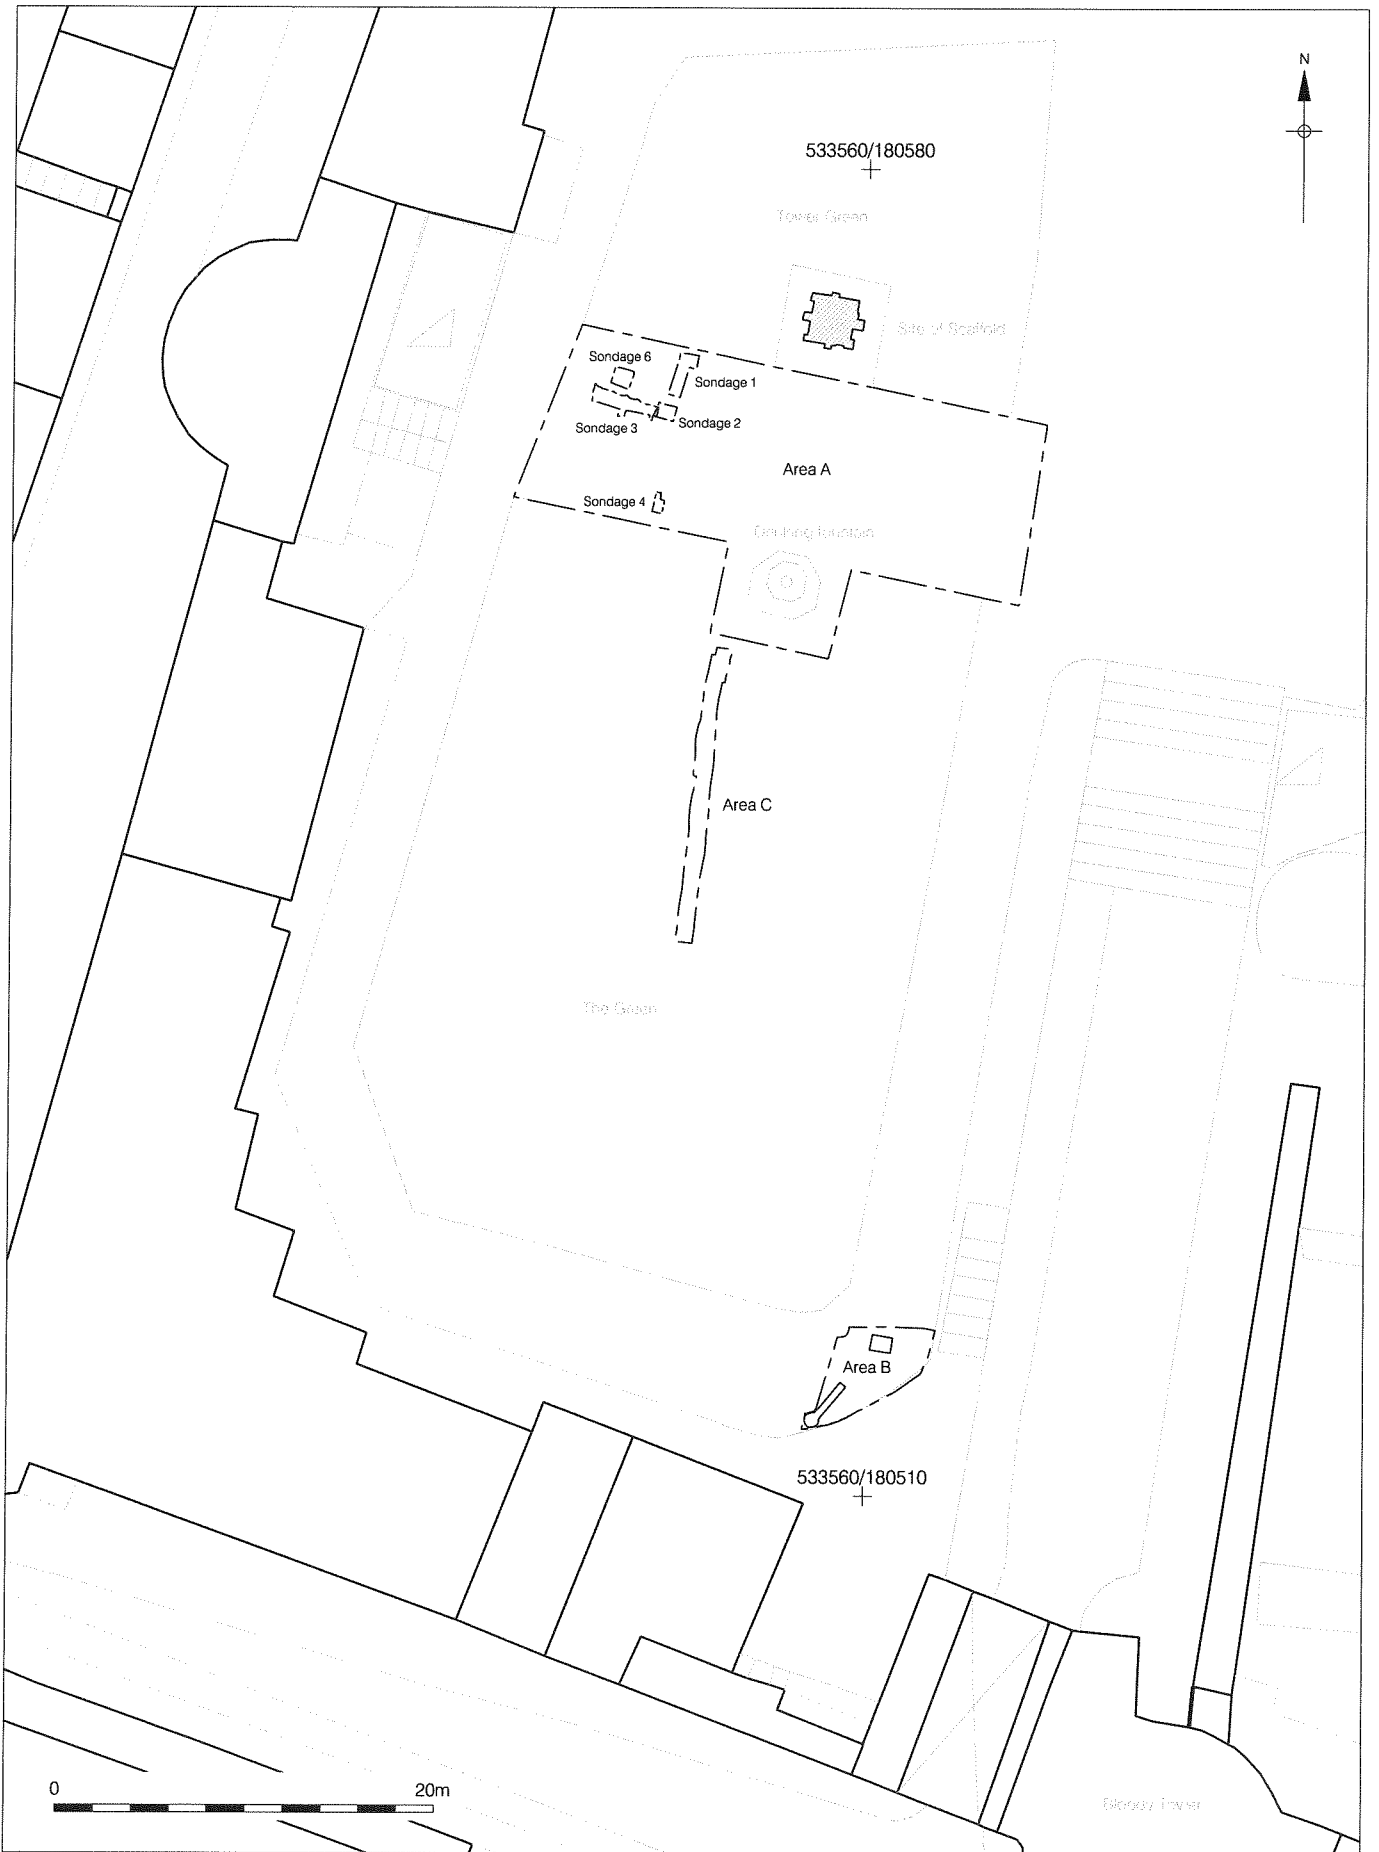 N
533560/180580
Tower Green
Site of Scaffold
Sondage 6
Sondage 1
Sondage 3
Sondage 2
Area A
Sondage 4
Drinking fountain
Area C
The Green
Area B
533560/180510
0 20m
Bloody Tower